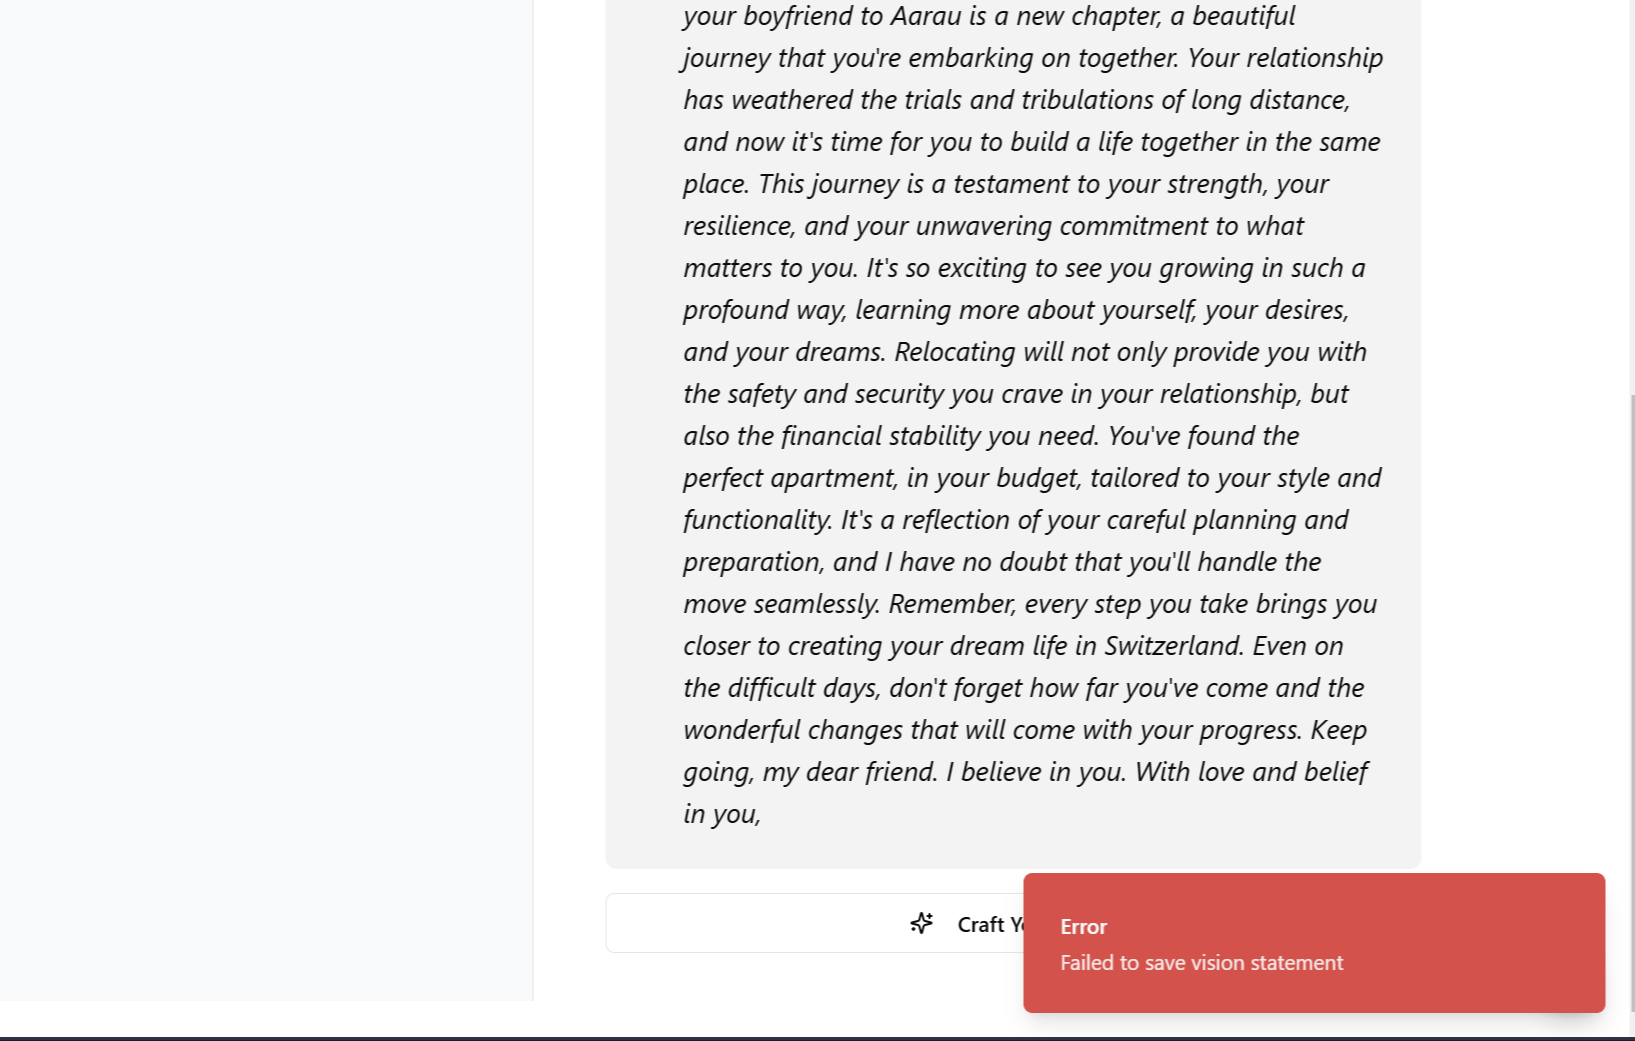 your boyfriend to Aarau is a new chapter, a beautiful
journey that you're embarking on together. Your relationship
has weathered the trials and tribulations of long distance,
and now it's time for you to build a life together in the same
place. This journey is a testament to your strength, your
resilience, and your unwavering commitment to what
matters to you. It's so exciting to see you growing in such a
profound way, learning more about yourself, your desires,
and your dreams. Relocating will not only provide you with
the safety and security you crave in your relationship, but
also the financial stability you need. You've found the
perfect apartment, in your budget, tailored to your style and
functionality. It's a reflection of your careful planning and
preparation, and I have no doubt that you'll handle the
move seamlessly. Remember, every step you take brings you
closer to creating your dream life in Switzerland. Even on
the difficult days, don't forget how far you've come and the
wonderful changes that will come with your progress. Keep
going, my dear friend. I believe in you. With love and belief
in you,
Craft
Error
Failed to save vision statement